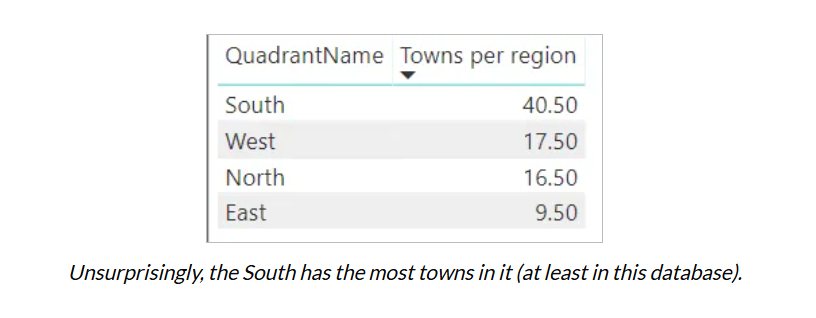 QuadrantName Towns per region
South 40.50
West 17.50
North 16.50
East 9.50
Unsurprisingly, the South has the most towns in it (at least in this database).